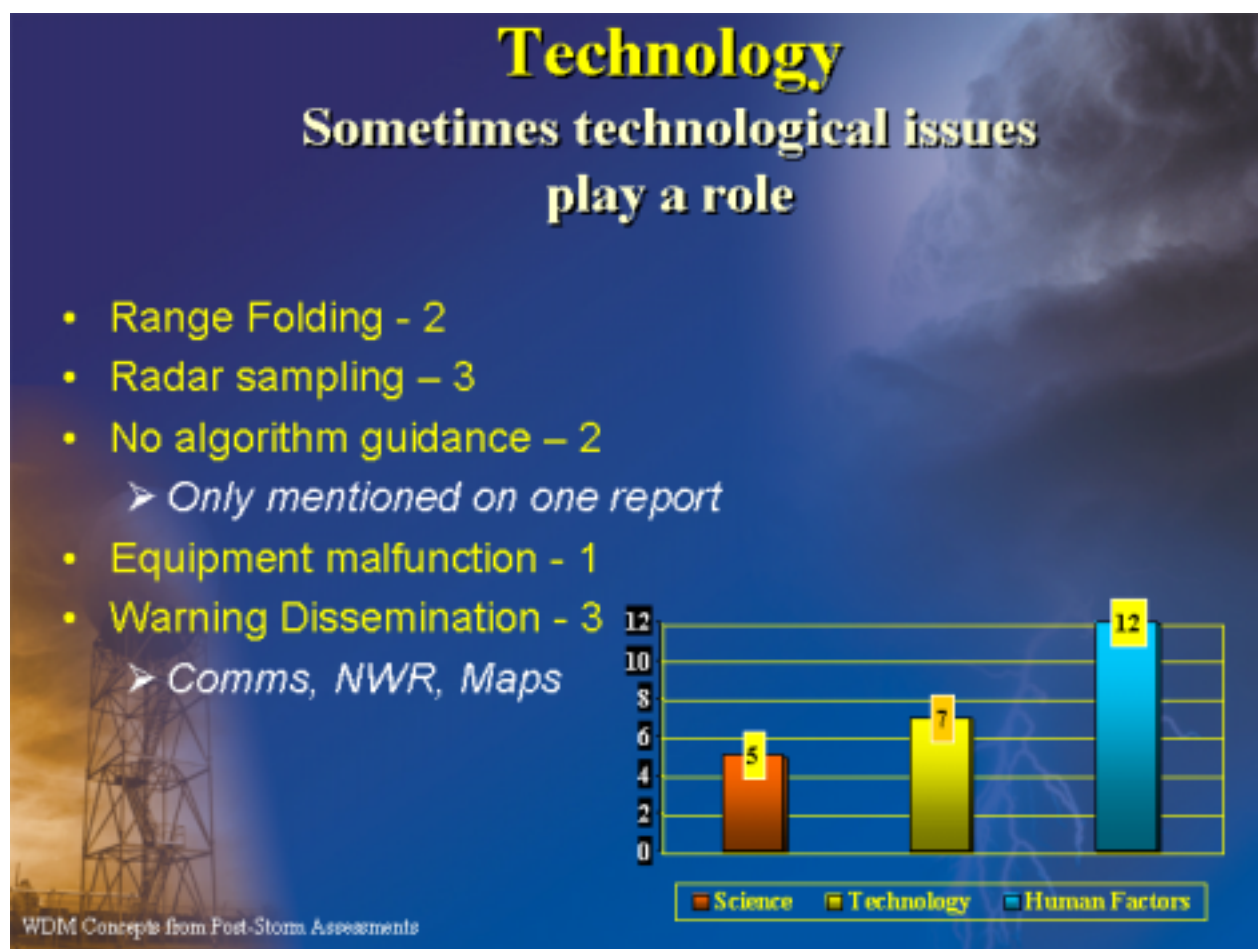 Technology
Sometimes technological issues
play a role
• Range Folding - 2
• Radar sampling – 3
• No algorithm guidance – 2
➢ Only mentioned on one report
• Equipment malfunction - 1
• Warning Dissemination - 3
➢ Comms, NWR, Maps
12
10
8
6
4
2
0
5
7
12
Science Technology Human Factors
WDM Concepts from Post-Storm Assessments